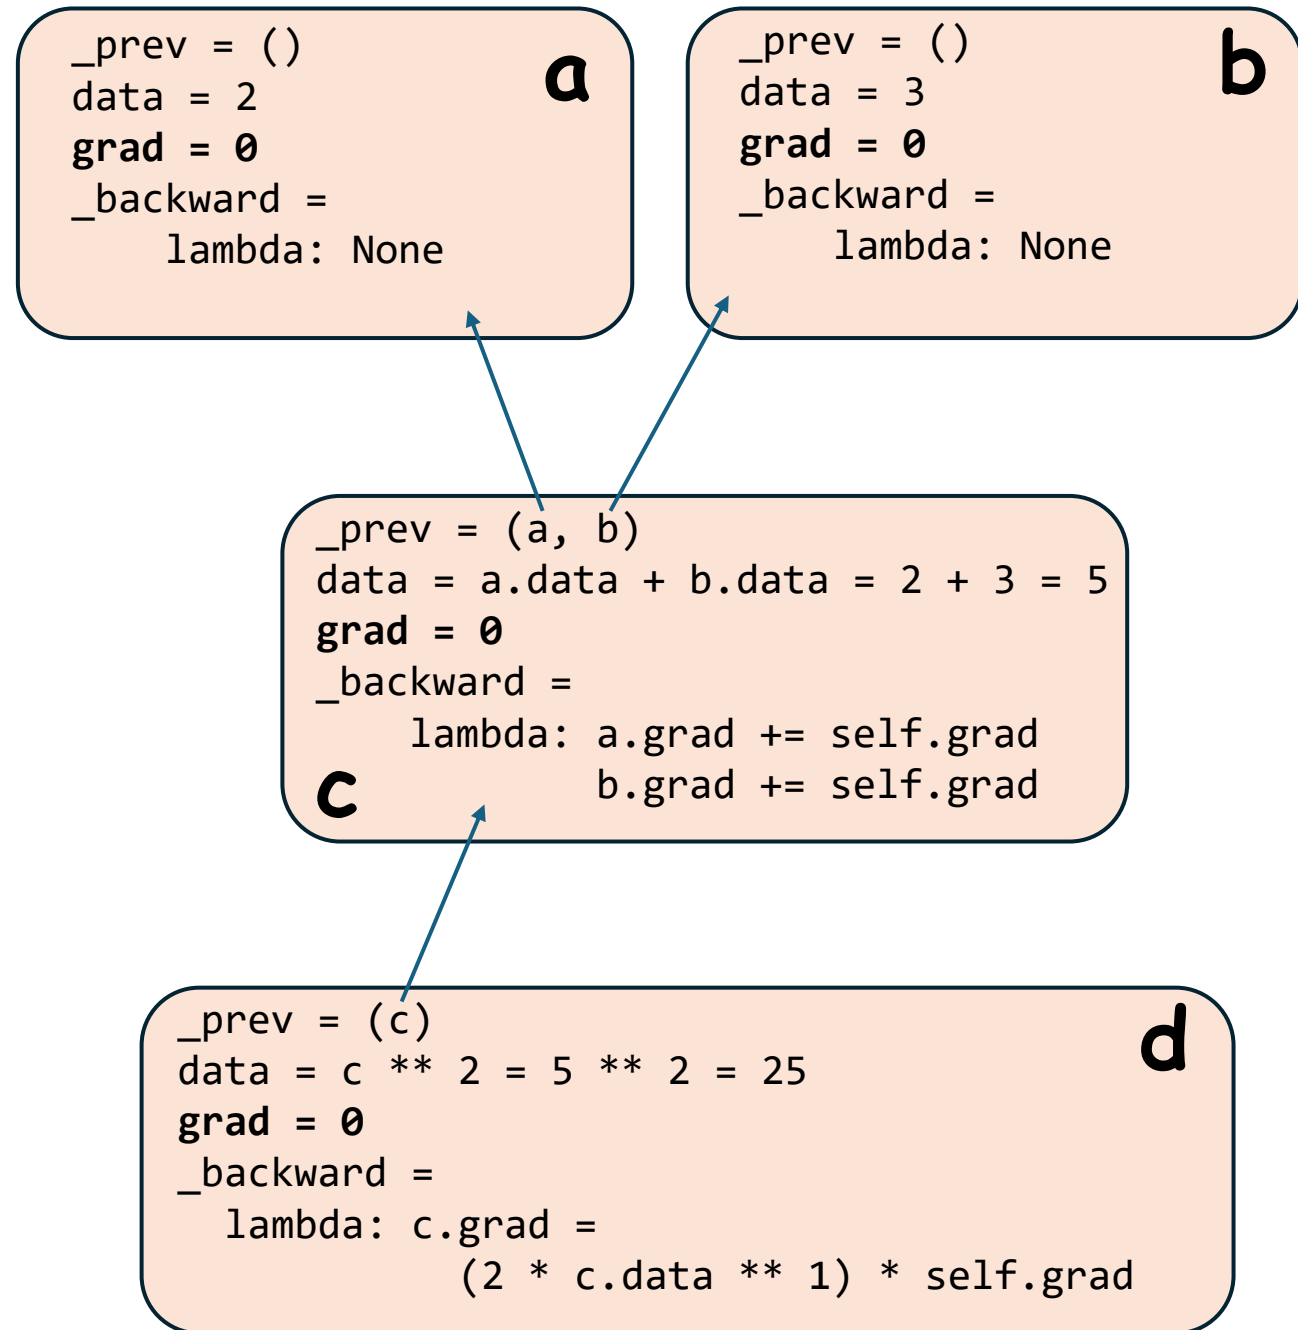 _prev = ()
data = 2
grad = 0
_backward =
lambda: None
a
_prev = ()
data = 3
grad = 0
_backward =
lambda: None
b
_prev = (a, b)
data = a.data + b.data = 2 + 3 = 5
grad = 0
_backward =
lambda: a.grad += self.grad
b.grad += self.grad
c
_prev = (c)
data = c ** 2 = 5 ** 2 = 25
grad = 0
_backward =
lambda: c.grad =
(2 * c.data ** 1) * self.grad
d